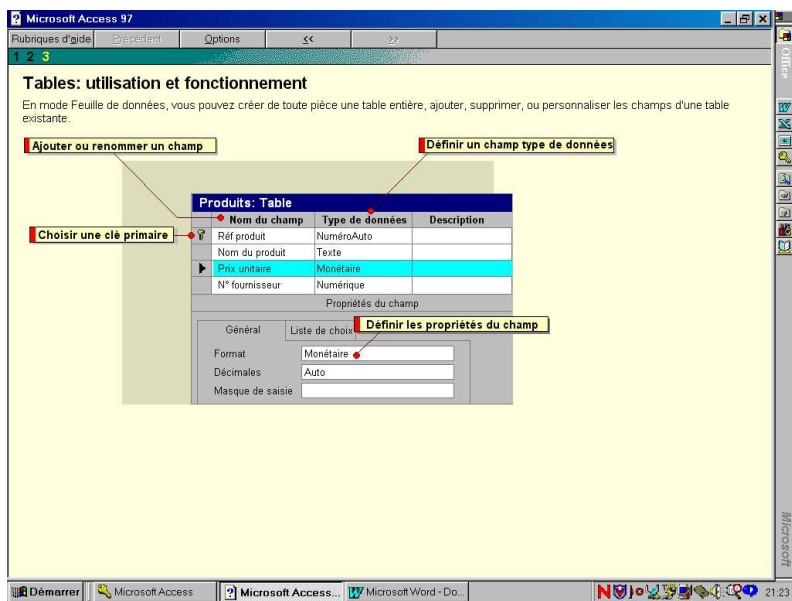 Microsoft Access 97
Rubriques d'aide Précédent Options << >>
1 2 3
Tables: utilisation et fonctionnement
En mode Feuille de données, vous pouvez créer de toute pièce une table entière, ajouter, supprimer, ou personnaliser les champs d'une table
existante.
Ajouter ou renommer un champ
Définir un champ type de données
Produits: Table
Nom du champ Type de données Description
Choisir une clé primaire
Réf produit NuméroAuto
Nom du produit Texte
Prix unitaire Monétaire
N° fournisseur Numérique
Propriétés du champ
Général Liste de choix
Définir les propriétés du champ
Format Monétaire
Décimales Auto
Masque de saisie
Office
Microsoft
Démarrer Microsoft Access Microsoft Access... Microsoft Word - Do... 21:23